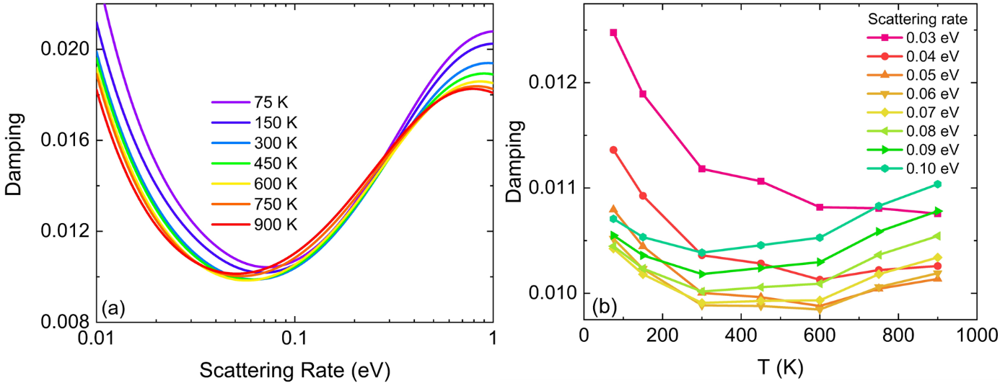 Damping
0.020
0.016
0.012
0.008
75 K
150 K
300 K
450 K
600 K
750 K
900 K
(a)
0.01
0.1
1
Scattering Rate (eV)
Damping
0.012
0.011
0.010
Scattering rate
0.03 eV
0.04 eV
0.05 eV
0.06 eV
0.07 eV
0.08 eV
0.09 eV
0.10 eV
(b)
0
200
400
600
800
1000
T (K)